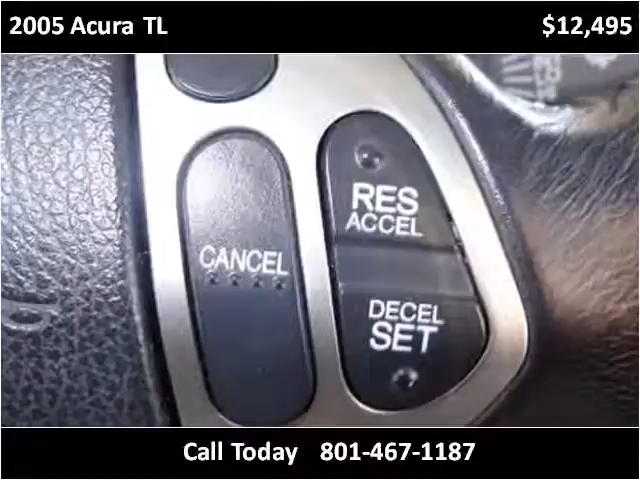 2005 Acura TL
$12,495
RES
ACCEL
CANCEL
DECEL
SET
Call Today 801-467-1187